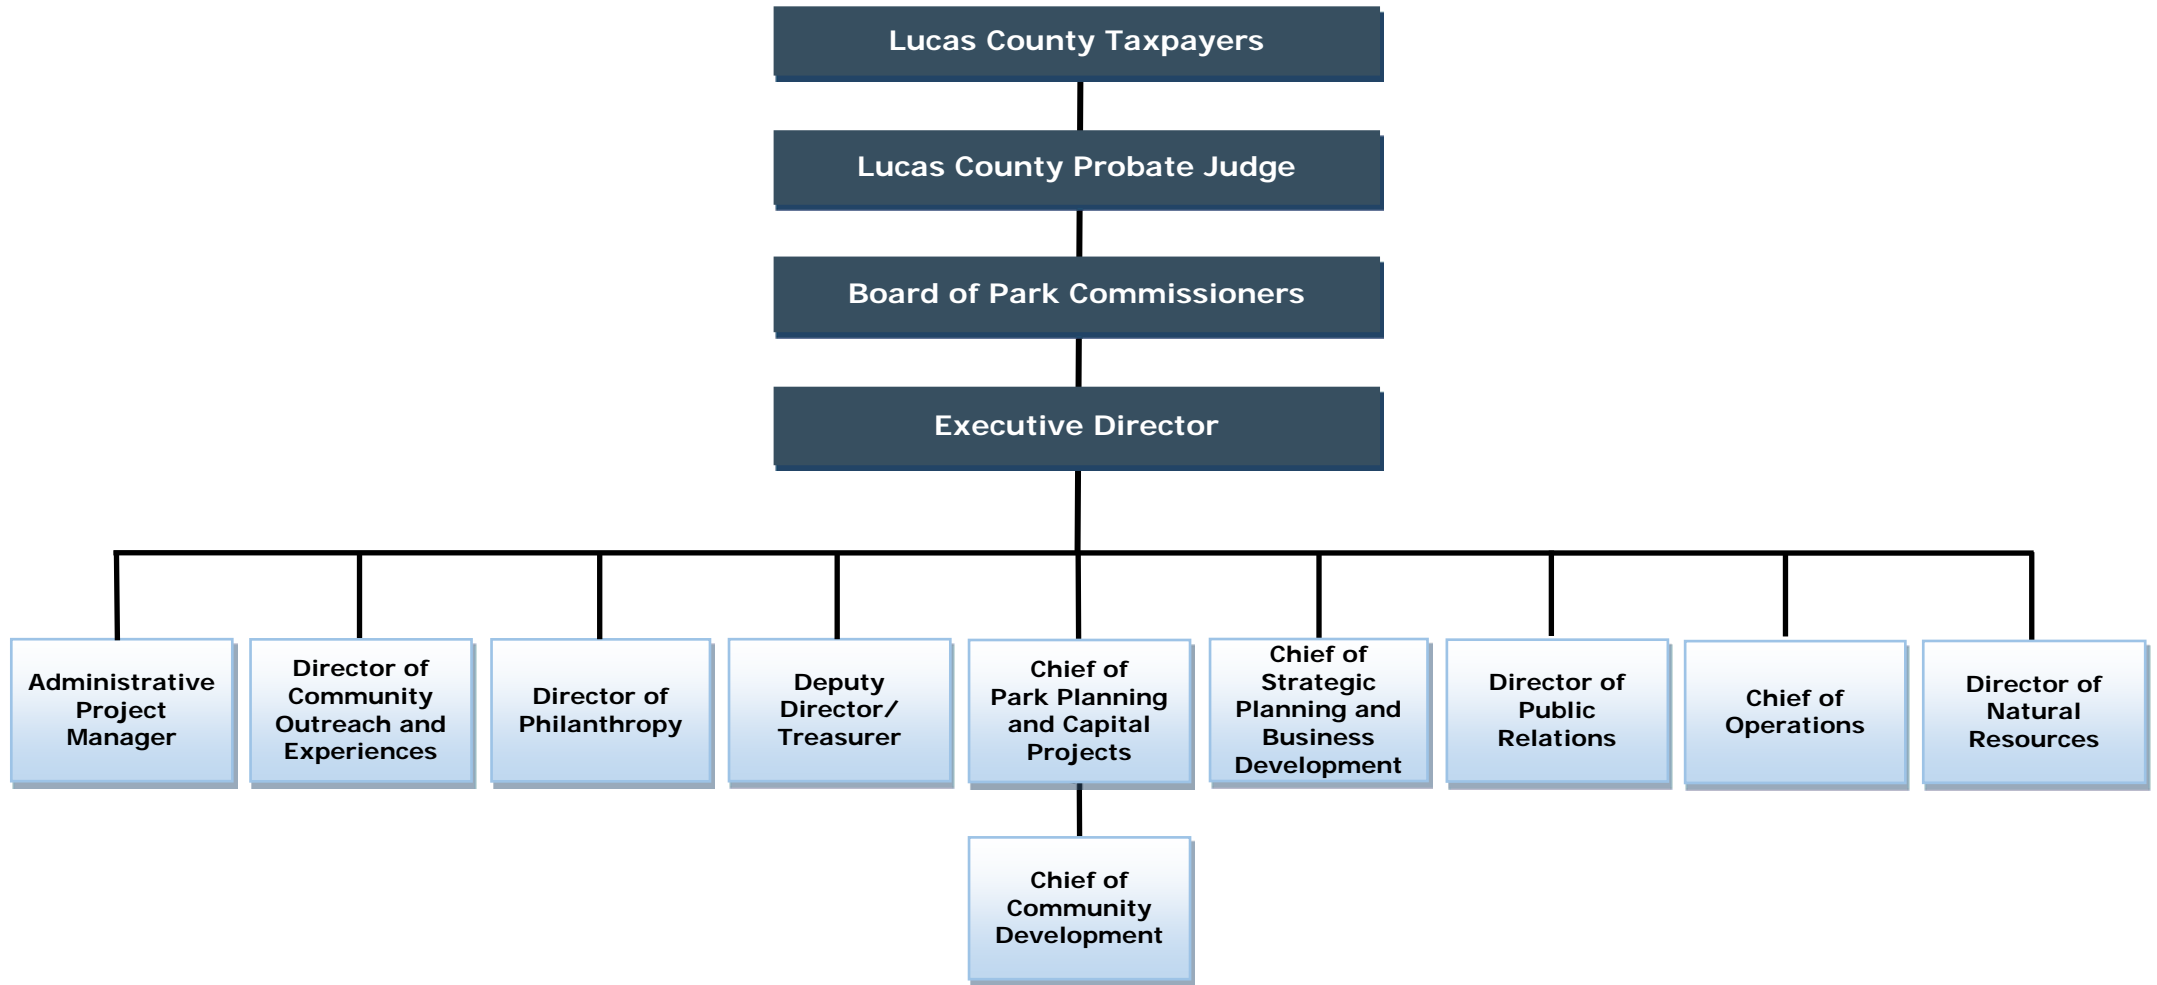 Lucas County Taxpayers
Lucas County Probate Judge
Board of Park Commissioners
Executive Director
Administrative
Project
Manager
Director of
Community
Outreach and
Experiences
Director of
Philanthropy
Deputy
Director/
Treasurer
Chief of
Park Planning
and Capital
Projects
Chief of
Strategic
Planning and
Business
Development
Director of
Public
Relations
Chief of
Operations
Director of
Natural
Resources
Chief of
Community
Development